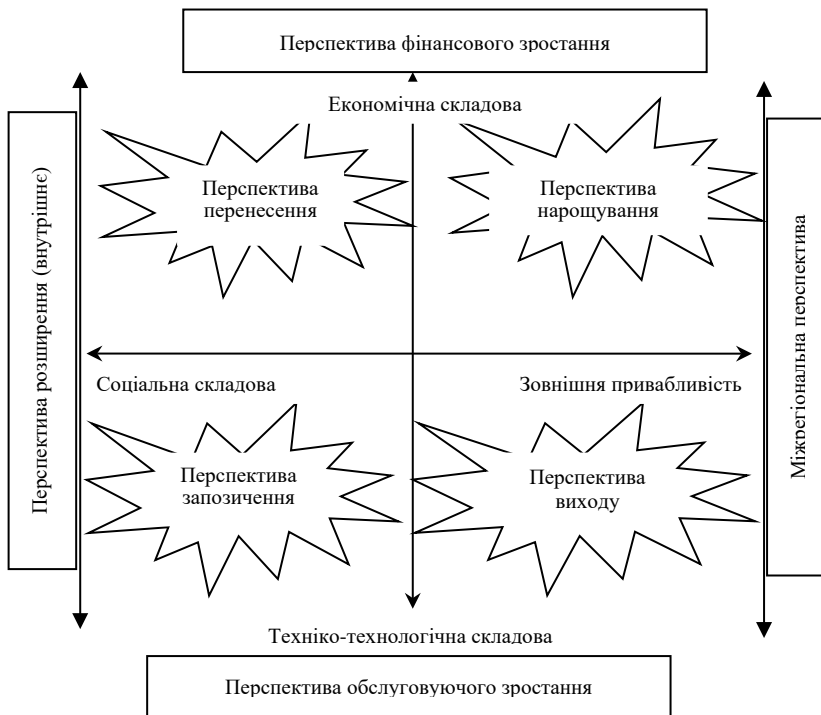 Перспектива фінансового зростання
Економічна складова
Перспектива розширення (внутрішнє)
Перспектива
перенесення
Перспектива
нарощування
Міжрегіональна перспектива
Соціальна складова
Зовнішня привабливість
Перспектива
запозичення
Перспектива
виходу
Техніко-технологічна складова
Перспектива обслуговуючого зростання